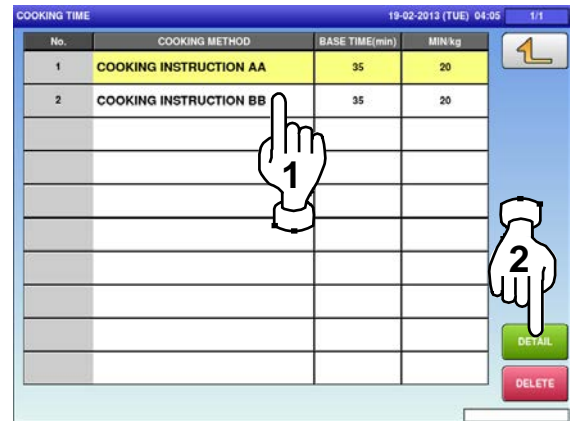 COOKING TIME 19-02-2013 (TUE) 04:05 1/1
No. COOKING METHOD BASE TIME(min) MIN/kg
1 COOKING INSTRUCTION AA 35 20
2 COOKING INSTRUCTION BB 35 20
1
2
DETAIL
DELETE